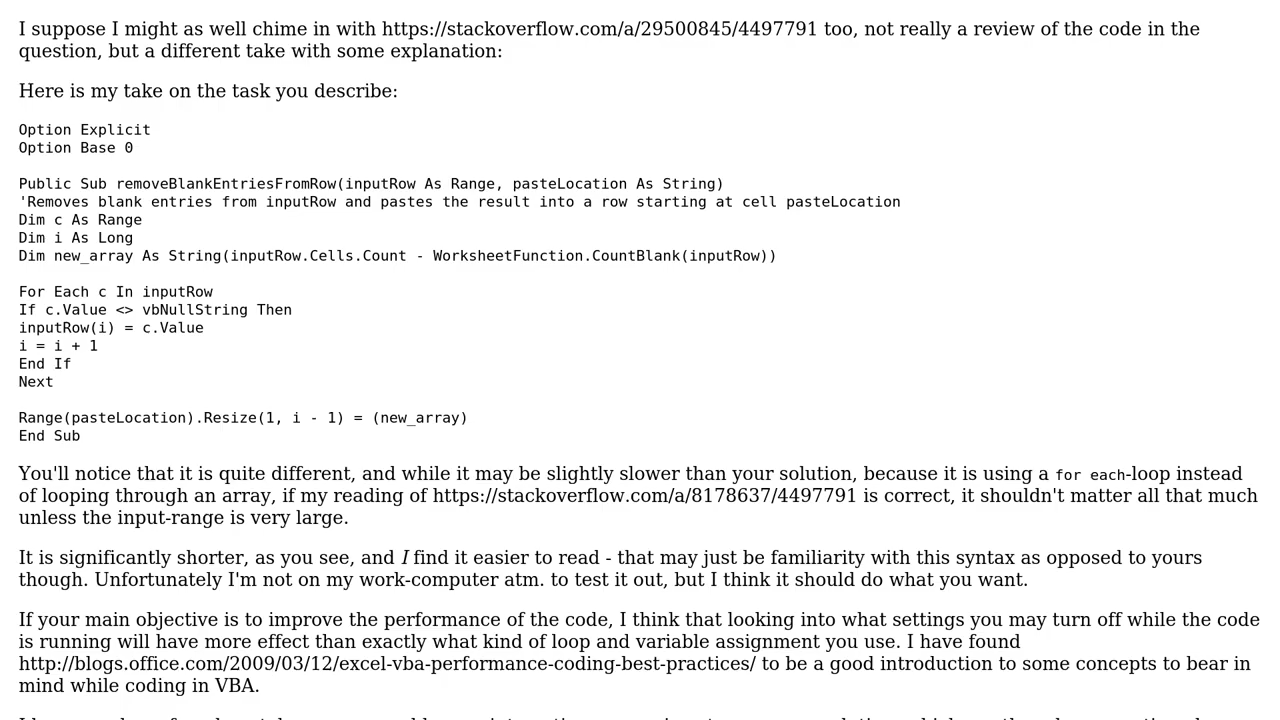 I suppose I might as well chime in with https://stackoverflow.com/a/29500845/4497791 too, not really a review of the code in the
question, but a different take with some explanation:
Here is my take on the task you describe:
Option Explicit
Option Base 0
Public Sub removeBlankEntriesFromRow(inputRow As Range, pasteLocation As String)
'Removes blank entries from inputRow and pastes the result into a row starting at cell pasteLocation
Dim c As Range
Dim i As Long
Dim new_array As String(inputRow.Cells.Count - WorksheetFunction.CountBlank(inputRow))
For Each c In inputRow
If c.Value <> vbNullString Then
inputRow(i) = c.Value
i = i + 1
End If
Next
Range(pasteLocation).Resize(1, i - 1) = (new_array)
End Sub
You'll notice that it is quite different, and while it may be slightly slower than your solution, because it is using a for each-loop instead
of looping through an array, if my reading of https://stackoverflow.com/a/8178637/4497791 is correct, it shouldn't matter all that much
unless the input-range is very large.
It is significantly shorter, as you see, and I find it easier to read - that may just be familiarity with this syntax as opposed to yours
though. Unfortunately I'm not on my work-computer atm. to test it out, but I think it should do what you want.
If your main objective is to improve the performance of the code, I think that looking into what settings you may turn off while the code
is running will have more effect than exactly what kind of loop and variable assignment you use. I have found
http://blogs.office.com/2009/03/12/excel-vba-performance-coding-best-practices/ to be a good introduction to some concepts to bear in
mind while coding in VBA.